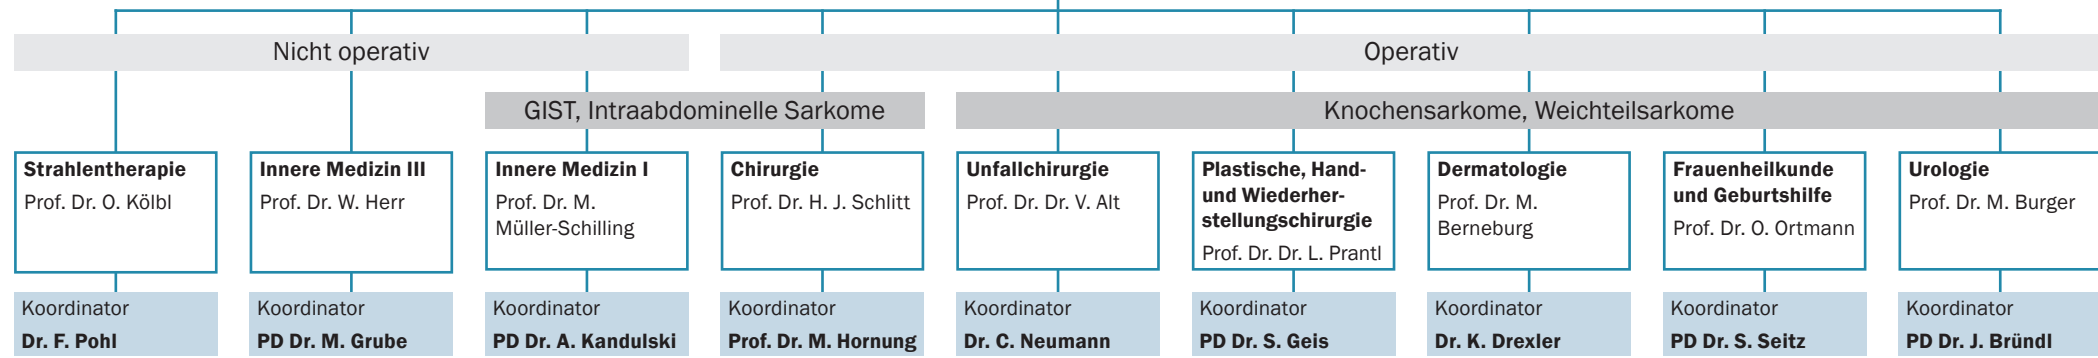 Nicht operativ
Operativ
GIST, Intraabdominelle Sarkome
Knochensarkome, Weichteilsarkome
Strahlentherapie
Prof. Dr. O. Kölbl
Innere Medizin III
Prof. Dr. W. Herr
Innere Medizin I
Prof. Dr. M.
Müller-Schilling
Chirurgie
Prof. Dr. H. J. Schlitt
Unfallchirurgie
Prof. Dr. Dr. V. Alt
Plastische, Hand-
und Wiederher-
stellungschirurgie
Prof. Dr. Dr. L. Prantl
Dermatologie
Prof. Dr. M.
Berneburg
Frauenheilkunde
und Geburtshilfe
Prof. Dr. O. Ortmann
Urologie
Prof. Dr. M. Burger
Koordinator
Dr. F. Pohl
Koordinator
PD Dr. M. Grube
Koordinator
PD Dr. A. Kandulski
Koordinator
Prof. Dr. M. Hornung
Koordinator
Dr. C. Neumann
Koordinator
PD Dr. S. Geis
Koordinator
Dr. K. Drexler
Koordinator
PD Dr. S. Seitz
Koordinator
PD Dr. J. Bründl